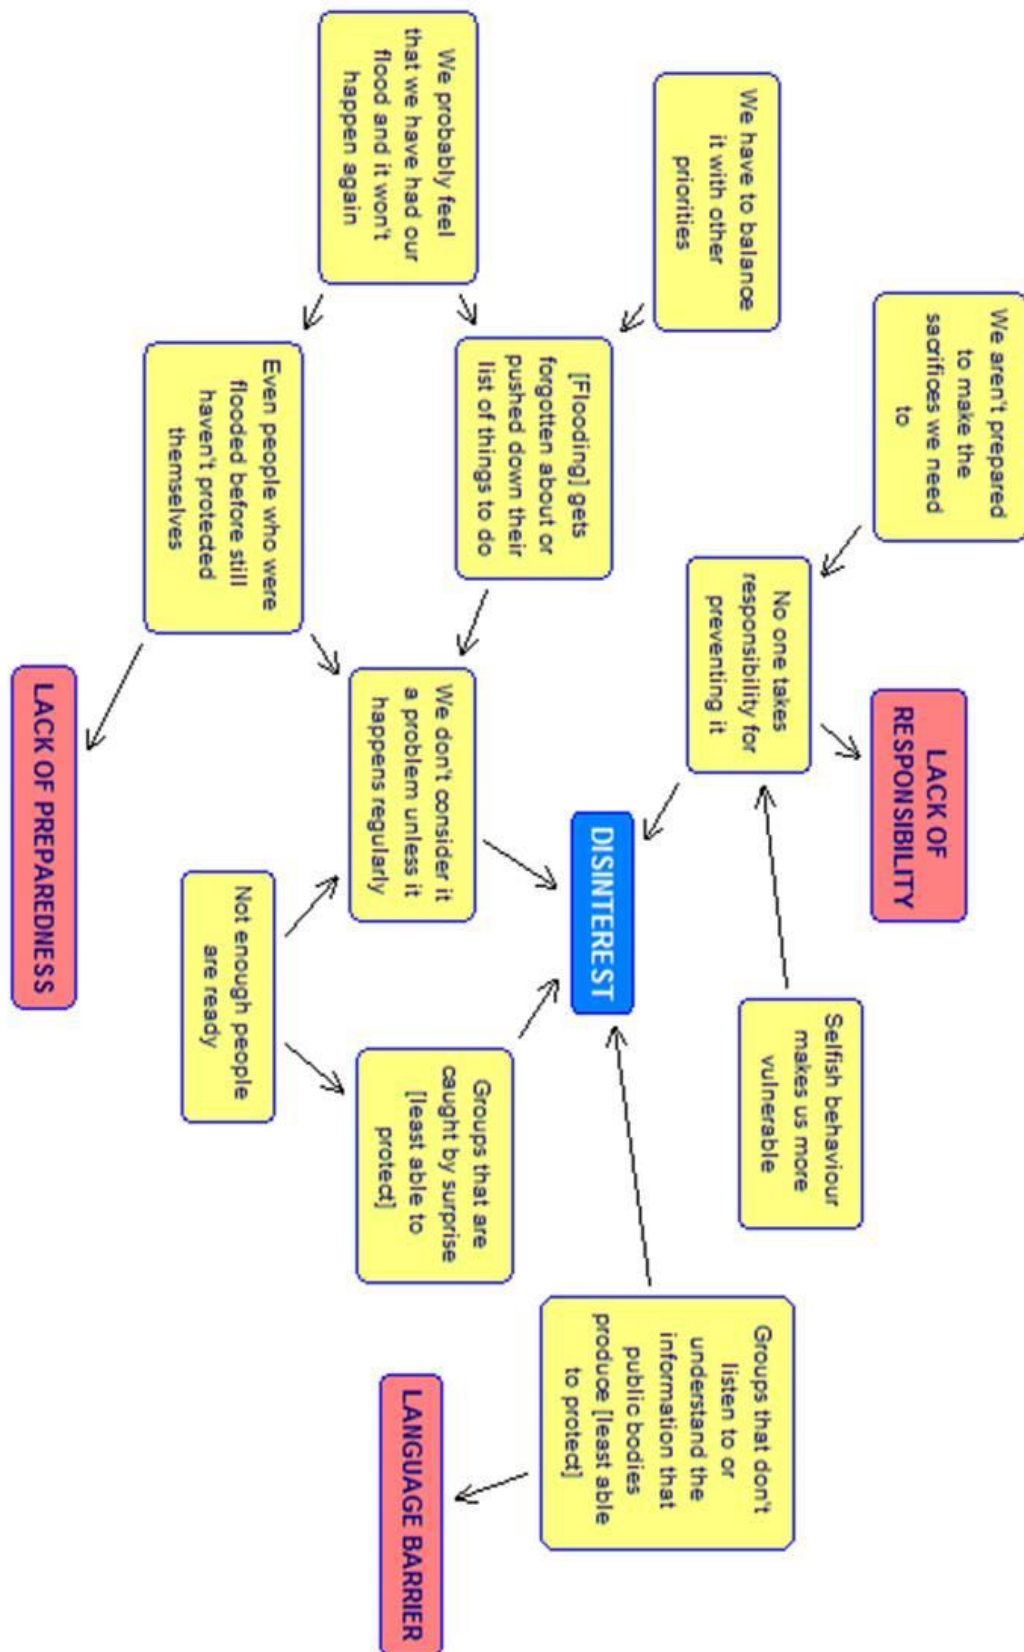 We aren't prepared
to make the
sacrifices we need
to
LACK OF
RESPONSIBILITY
No one takes
responsibility for
preventing it
Selfish behaviour
makes us more
vulnerable
We have to balance
it with other
priorities
[Flooding] gets
forgotten about or
pushed down their
list of things to do
DISINTEREST
Groups that don't
listen to or
understand the
information that
public bodies
produce [least able
to protect]
We probably feel
that we have had our
flood and it won't
happen again
We don't consider it
a problem unless it
happens regularly
Groups that are
caught by surprise
[least able to
protect]
LANGUAGE BARRIER
Even people who were
flooded before still
haven't protected
themselves
Not enough people
are ready
LACK OF PREPAREDNESS